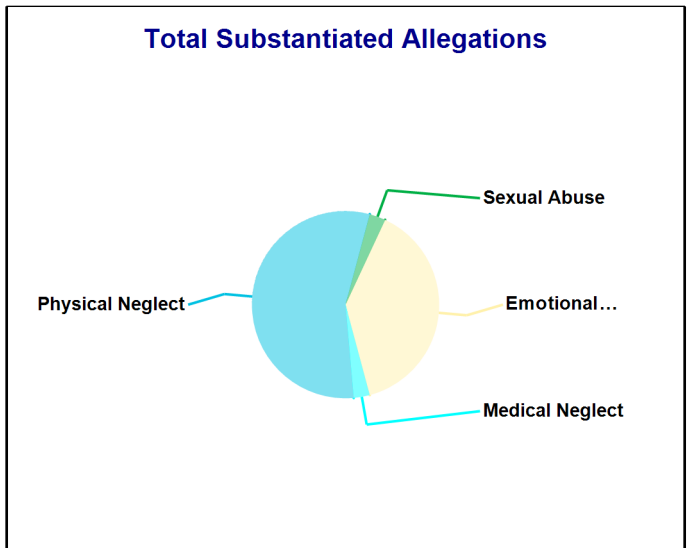 Total Substantiated Allegations
Sexual Abuse
Physical Neglect
Emotional...
Medical Neglect